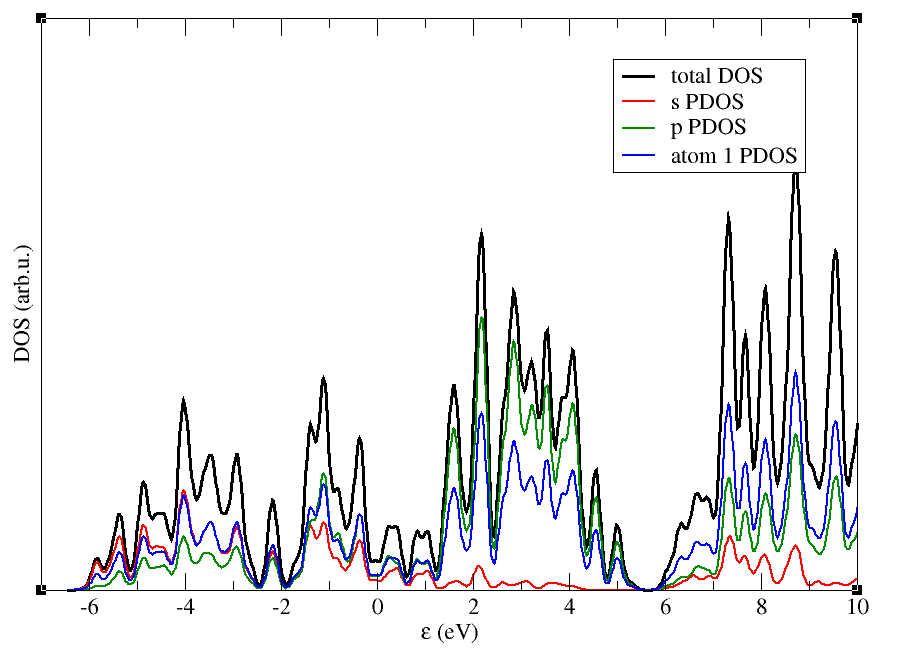 total DOS
s PDOS
p PDOS
atom 1 PDOS
DOS (arb.u.)
-6 -4 -2 0 2 4 6 8 10
ε (eV)